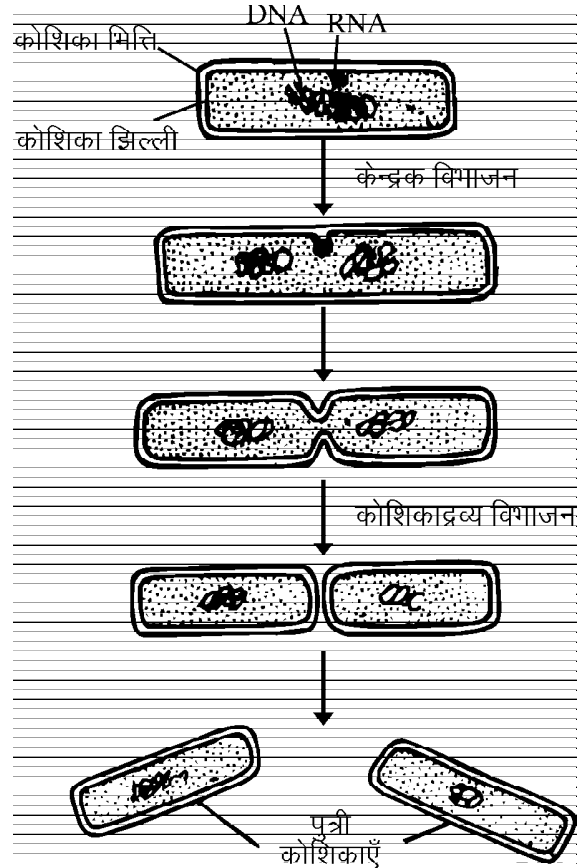 DNA
RNA
कोशिका भित्ति
कोशिका झिल्ली
केन्द्रक विभाजन
कोशिकाद्रव्य विभाजन
पुत्री
कोशिकाएँ